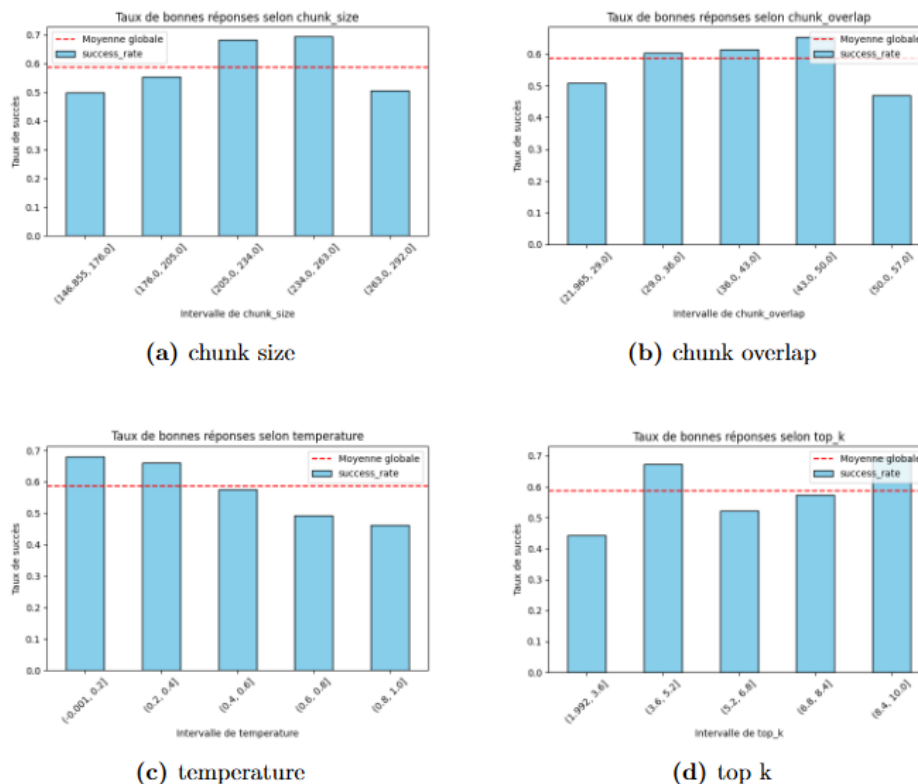 Taux de bonnes réponses selon chunk_size
Moyenne globale
success_rate
Taux de succès
0.7
0.6
0.5
0.4
0.3
0.2
0.1
0.0
(146.855, 176.0]
(176.0, 205.0]
(205.0, 234.0]
(234.0, 263.0]
(263.0, 292.0]
Intervalle de chunk_size
(a) chunk size
Taux de bonnes réponses selon chunk_overlap
Moyenne globale
success_rate
Taux de succès
0.6
0.5
0.4
0.3
0.2
0.1
0.0
(21.965, 29.0]
(29.0, 36.0]
(36.0, 43.0]
(43.0, 50.0]
(50.0, 57.0]
Intervalle de chunk_overlap
(b) chunk overlap
Taux de bonnes réponses selon temperature
Moyenne globale
success_rate
Taux de succès
0.7
0.6
0.5
0.4
0.3
0.2
0.1
0.0
(-0.001, 0.2]
(0.2, 0.4]
(0.4, 0.6]
(0.6, 0.8]
(0.8, 1.0]
Intervalle de temperature
(c) temperature
Taux de bonnes réponses selon top_k
Moyenne globale
success_rate
Taux de succès
0.7
0.6
0.5
0.4
0.3
0.2
0.1
0.0
(1.992, 3.6]
(3.6, 5.2]
(5.2, 6.8]
(6.8, 8.4]
(8.4, 10.0]
Intervalle de top_k
(d) top k